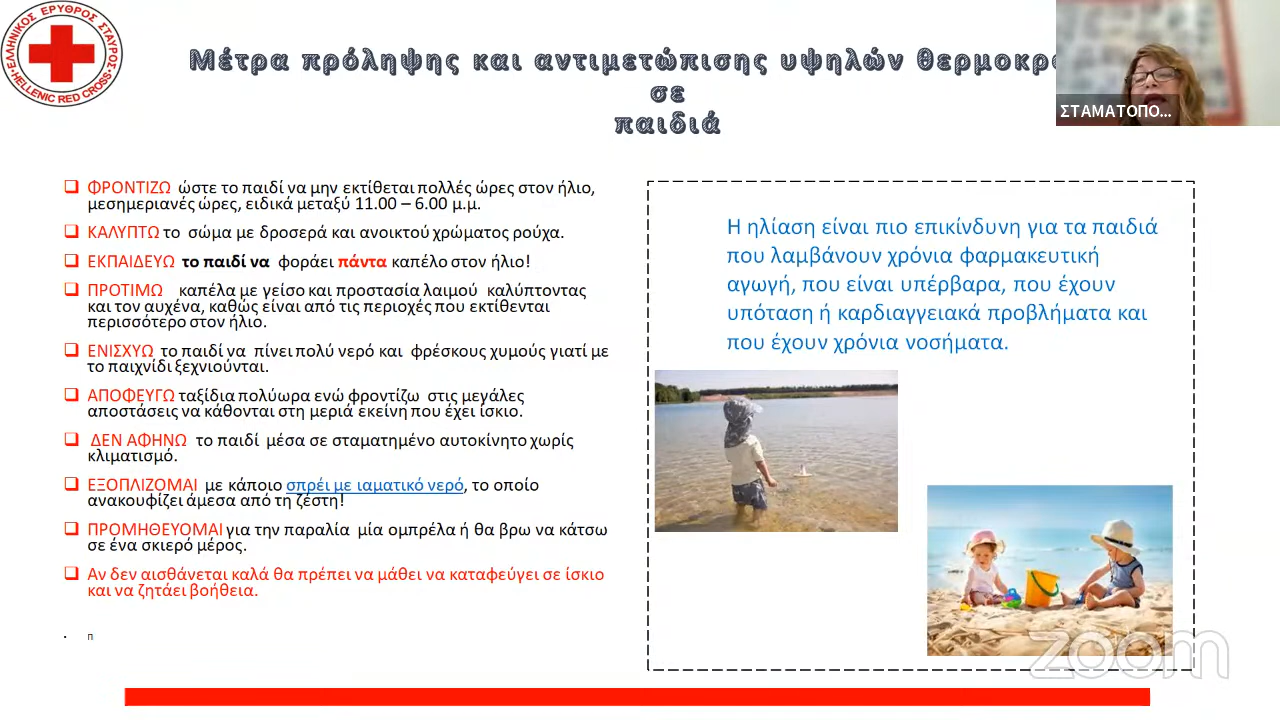 ΕΛΛΗΝΙΚΟΣ ΕΡΥΘΡΟΣ ΣΤΑΥΡΟΣ
HELLENIC RED CROSS
Μέτρα πρόληψης και αντιμετώπισης υψηλών θερμοκρα
σε
παιδιά
ΣΤΑΜΑΤΟΠΟ...
ΦΡΟΝΤΙΖΩ ώστε το παιδί να μην εκτίθεται πολλές ώρες στον ήλιο,
μεσημεριανές ώρες, ειδικά μεταξύ 11.00 – 6.00 μ.μ.
ΚΑΛΥΠΤΩ το σώμα με δροσερά και ανοικτού χρώματος ρούχα.
ΕΚΠΑΙΔΕΥΩ το παιδί να φοράει πάντα καπέλο στον ήλιο!
ΠΡΟΤΙΜΩ καπέλα με γείσο και προστασία λαιμού καλύπτοντας
και τον αυχένα, καθώς είναι από τις περιοχές που εκτίθενται
περισσότερο στον ήλιο.
ΕΝΙΣΧΥΩ το παιδί να πίνει πολύ νερό και φρέσκους χυμούς γιατί με
το παιχνίδι ξεχνιούνται.
ΑΠΟΦΕΥΓΩ ταξίδια πολύωρα ενώ φροντίζω στις μεγάλες
αποστάσεις να κάθονται στη μεριά εκείνη που έχει ίσκιο.
ΔΕΝ ΑΦΗΝΩ το παιδί μέσα σε σταματημένο αυτοκίνητο χωρίς
κλιματισμό.
ΕΞΟΠΛΙΖΟΜΑΙ με κάποιο σπρέι με ιαματικό νερό, το οποίο
ανακουφίζει άμεσα από τη ζέστη!
ΠΡΟΜΗΘΕΥΟΜΑΙ για την παραλία μία ομπρέλα ή θα βρω να κάτσω
σε ένα σκιερό μέρος.
Αν δεν αισθάνεται καλά θα πρέπει να μάθει να καταφεύγει σε ίσκιο
και να ζητάει βοήθεια.
π
Η ηλίαση είναι πιο επικίνδυνη για τα παιδιά
που λαμβάνουν χρόνια φαρμακευτική
αγωγή, που είναι υπέρβαρα, που έχουν
υπόταση ή καρδιαγγειακά προβλήματα και
που έχουν χρόνια νοσήματα.
zoom